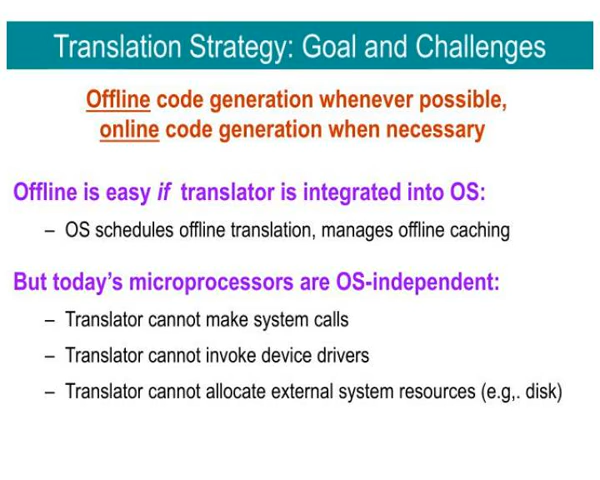 Translation Strategy: Goal and Challenges
Offline code generation whenever possible,
online code generation when necessary
Offline is easy if translator is integrated into OS:
– OS schedules offline translation, manages offline caching
But today's microprocessors are OS-independent:
– Translator cannot make system calls
– Translator cannot invoke device drivers
– Translator cannot allocate external system resources (e.g,. disk)